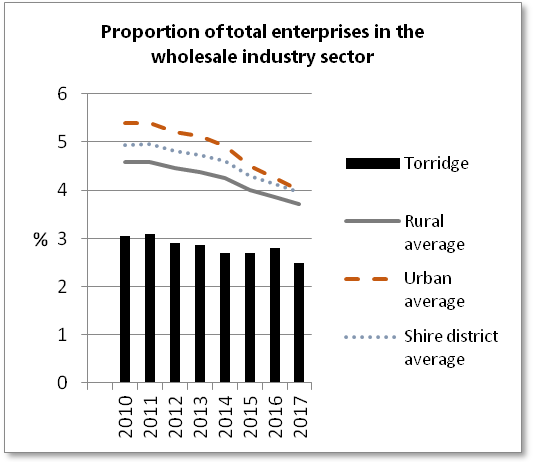 Proportion of total enterprises in the
wholesale industry sector
6
5
4
3
2
1
0
%
2010
2011
2012
2013
2014
2015
2016
2017
Torridge
Rural
average
Urban
average
Shire district
average